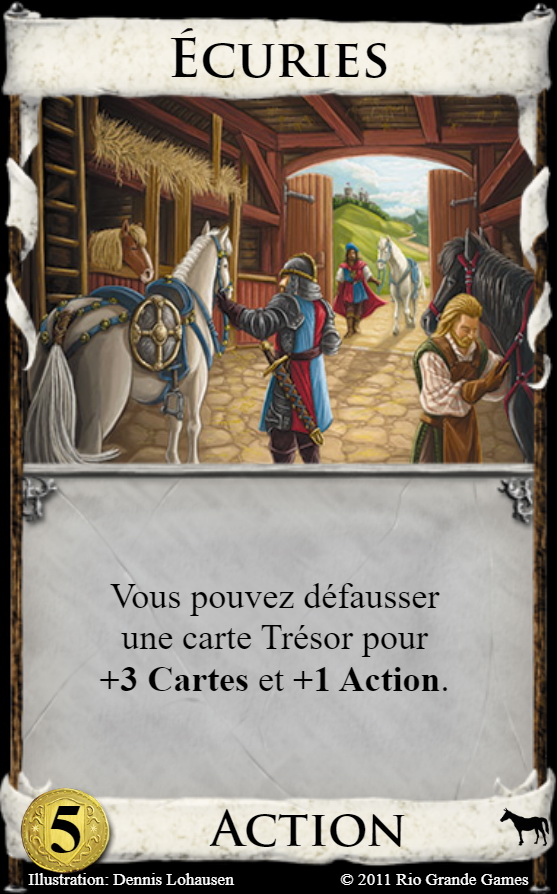 Écuries
Vous pouvez défausser
une carte Trésor pour
+3 Cartes et +1 Action.
5
Action
Illustration: Dennis Lohausen
© 2011 Rio Grande Games